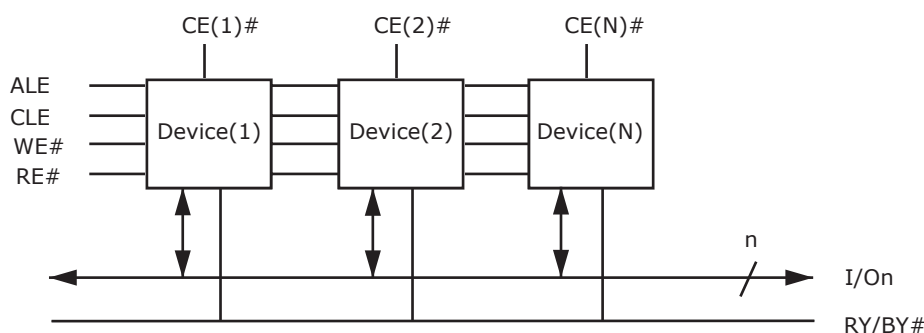 CE(1)# CE(2)# CE(N)#
ALE
CLE
WE#
RE#
Device(1) Device(2) Device(N)
n
I/On
RY/BY#